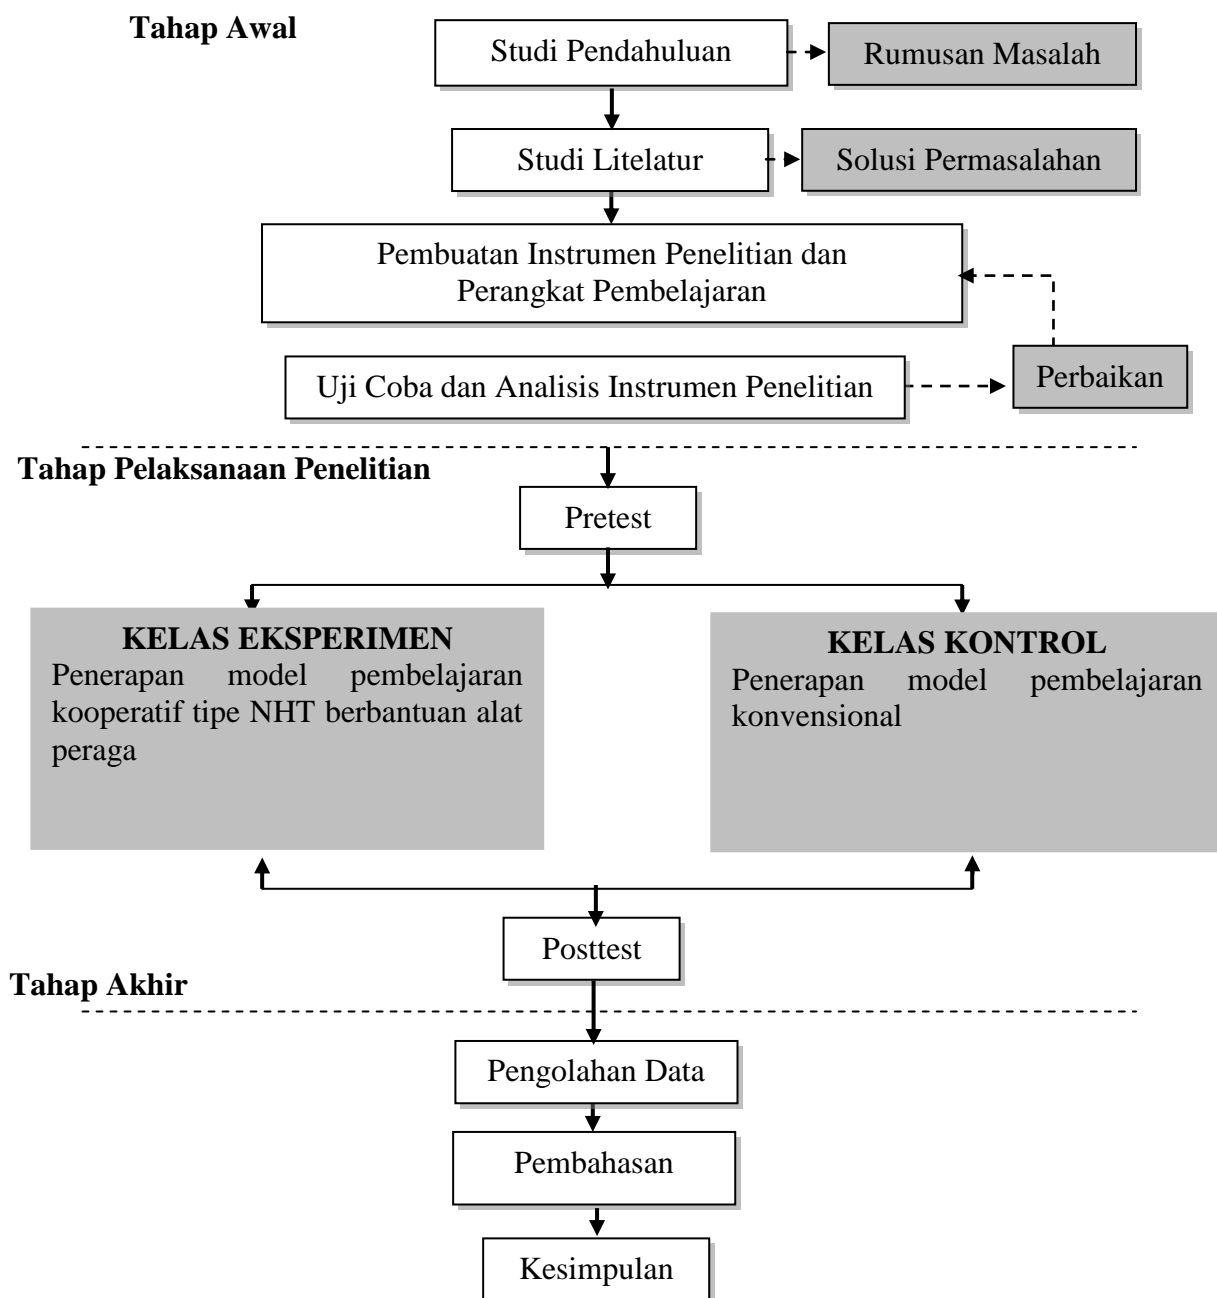 Tahap Awal
Studi Pendahuluan
Rumusan Masalah
Studi Litelatur
Solusi Permasalahan
Pembuatan Instrumen Penelitian dan
Perangkat Pembelajaran
Uji Coba dan Analisis Instrumen Penelitian
Perbaikan
Tahap Pelaksanaan Penelitian
Pretest
KELAS EKSPERIMEN
Penerapan model pembelajaran
kooperatif tipe NHT berbantuan alat
peraga
KELAS KONTROL
Penerapan model pembelajaran
konvensional
Posttest
Tahap Akhir
Pengolahan Data
Pembahasan
Kesimpulan